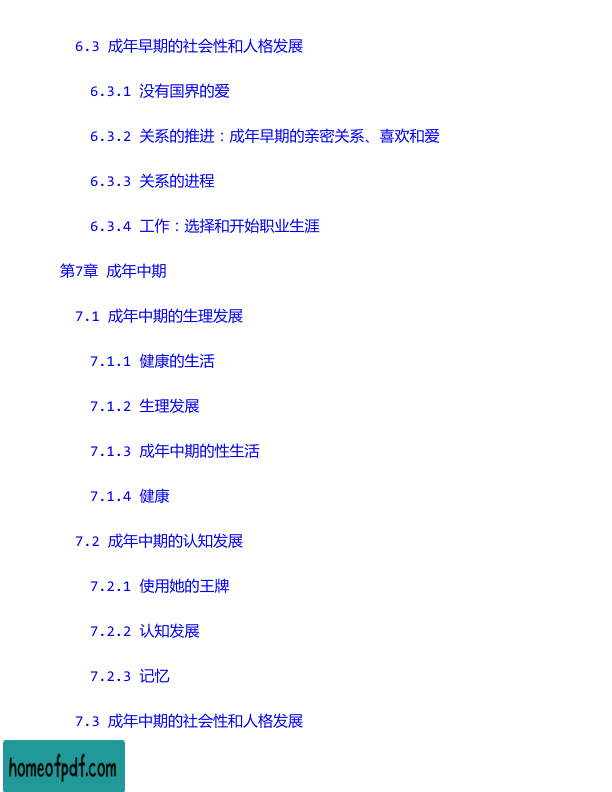 6.3 成年早期的社会性和人格发展
6.3.1 没有国界的爱
6.3.2 关系的推进：成年早期的亲密关系、喜欢和爱
6.3.3 关系的进程
6.3.4 工作：选择和开始职业生涯
第7章 成年中期
7.1 成年中期的生理发展
7.1.1 健康的生活
7.1.2 生理发展
7.1.3 成年中期的性生活
7.1.4 健康
7.2 成年中期的认知发展
7.2.1 使用她的王牌
7.2.2 认知发展
7.2.3 记忆
7.3 成年中期的社会性和人格发展
homeofpdf.com